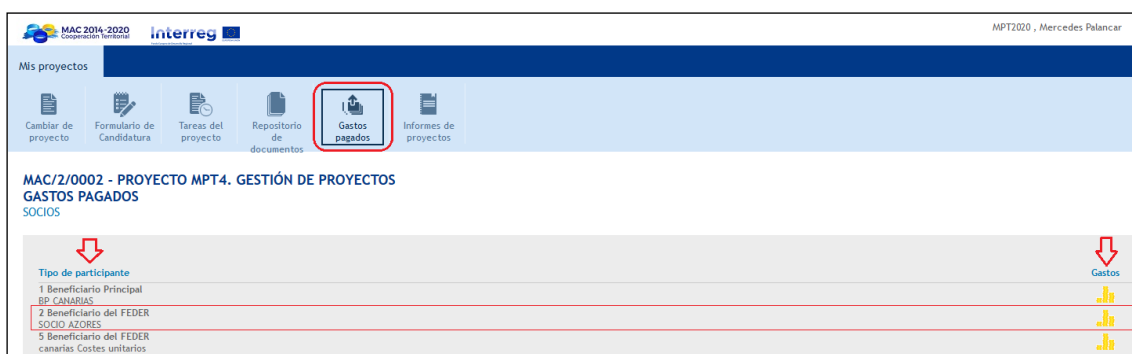 MAC 2014-2020
Cooperación Territorial
Interreg
MPT2020 , Mercedes Palancar
Mis proyectos
Cambiar de
proyecto
Formulario de
Candidatura
Tareas del
proyecto
Repositorio
de
documentos
Gastos
pagados
Informes de
proyectos
MAC/2/0002 - PROYECTO MPT4. GESTIÓN DE PROYECTOS
GASTOS PAGADOS
SOCIOS
Tipo de participante
Gastos
1 Beneficiario Principal
BP CANARIAS
2 Beneficiario del FEDER
SOCIO AZORES
5 Beneficiario del FEDER
canarias Costes unitarios